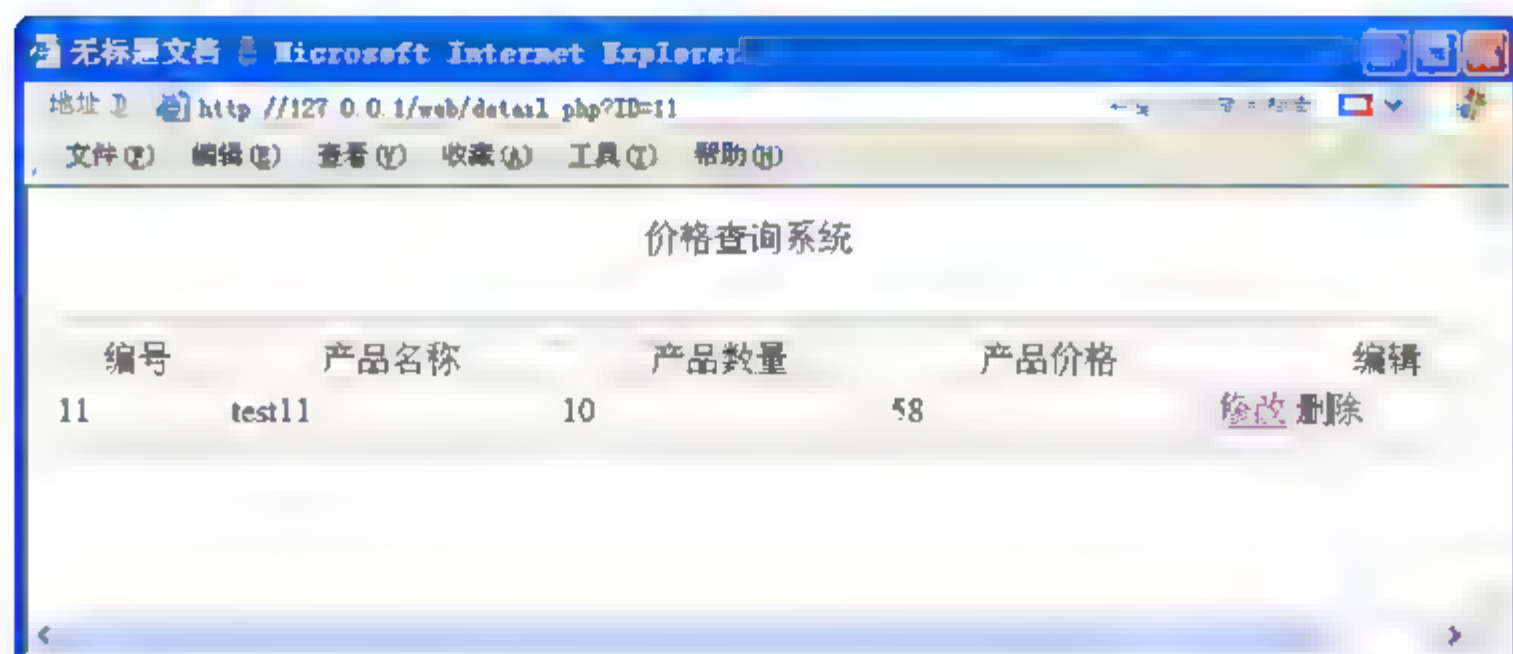 无标题文档 Microsoft Internet Explorer
地址 http //127 0.0.1/web/detail php?ID=11
文件(F) 编辑(E) 查看(V) 收藏(A) 工具(T) 帮助(H)
价格查询系统
编号 产品名称 产品数量 产品价格 编辑
11 test11 10 58 修改 删除